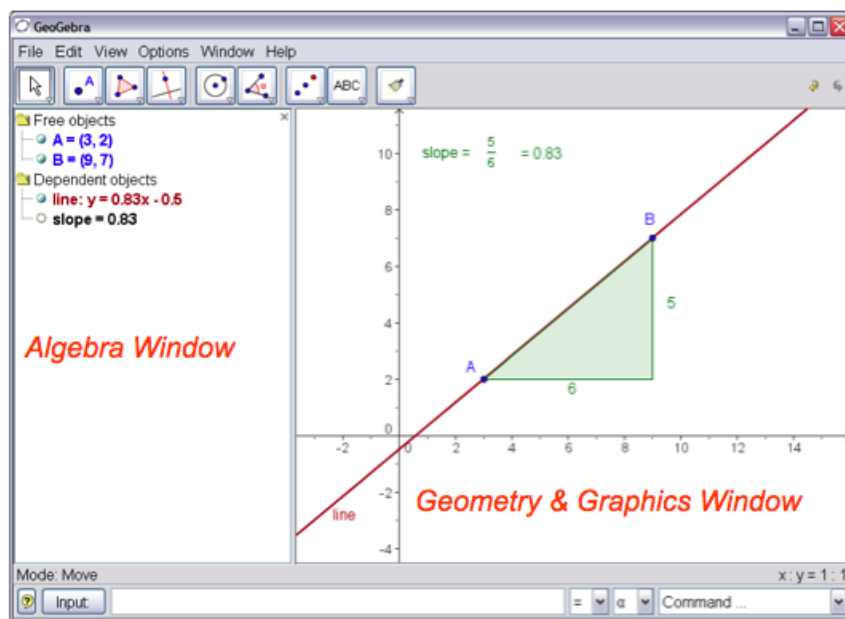 GeoGebra
File Edit View Options Window Help
A
ABC
Free objects
A = (3, 2)
B = (9, 7)
Dependent objects
line: y = 0.83x - 0.5
slope = 0.83
Algebra Window
slope = 5/6 = 0.83
10
8
6
4
2
0
-2
-4
-2
0
2
4
6
8
10
12
14
A
B
5
6
line
Geometry & Graphics Window
Mode: Move
x : y = 1 : 1
? Input: = α Command ...